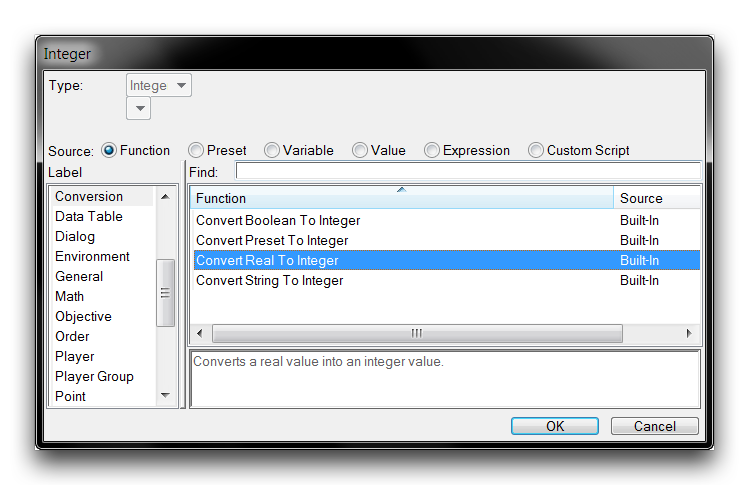 Integer
Type: Intege
Source: Function Preset Variable Value Expression Custom Script
Label Find:
Conversion
Data Table
Dialog
Environment
General
Math
Objective
Order
Player
Player Group
Point
Function Source
Convert Boolean To Integer Built-In
Convert Preset To Integer Built-In
Convert Real To Integer Built-In
Convert String To Integer Built-In
Converts a real value into an integer value.
OK Cancel